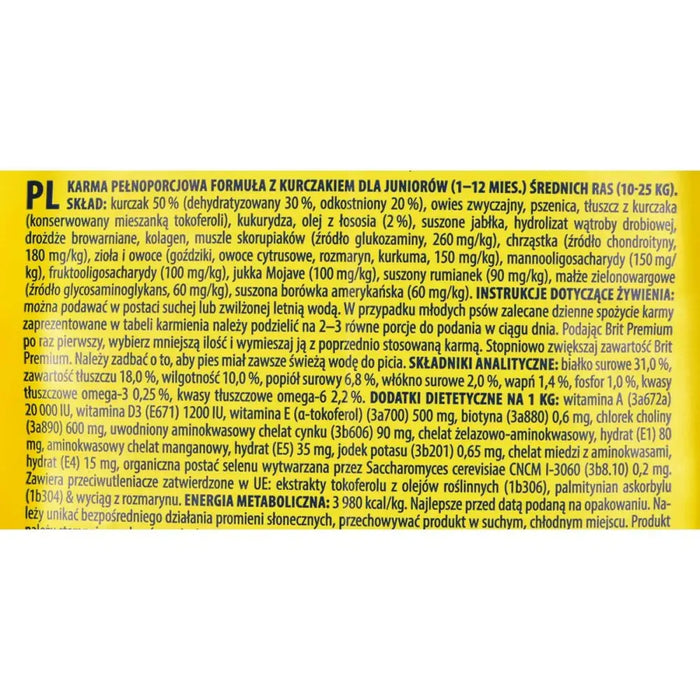 PL KARMA PEŁNOPORCJOWA FORMUŁA Z KURCZAKIEM DLA JUNIORÓW (1–12 MIES.) ŚREDNICH RAS (10-25 KG).
SKŁAD: kurczak 50 % (dehydratyzowany 30 %, odkostniony 20 %), owies zwyczajny, pszenica, tłuszcz z kurczaka
(konserwowany mieszanką tokoferoli), kukurydza, olej z łososia (2 %), suszone jabłka, hydrolizat wątroby drobiowej,
drożdże browarniane, kolagen, muszle skorupiaków (źródło glukozaminy, 260 mg/kg), chrząstka (źródło chondroityny,
180 mg/kg), zioła i owoce (goździki, owoce cytrusowe, rozmaryn, kurkuma, 150 mg/kg), mannooligosacharydy (150 mg/
kg), fruktooligosacharydy (100 mg/kg), jukka Mojave (100 mg/kg), suszony rumianek (90 mg/kg), małże zielonowargowe
(źródło glycosaminoglykans, 60 mg/kg), suszona borówka amerykańska (60 mg/kg). INSTRUKCJE DOTYCZĄCE ŻYWIENIA:
można podawać w postaci suchej lub zwilżonej letnią wodą. W przypadku młodych psów zalecane dzienne spożycie karmy
zaprezentowane w tabeli karmienia należy podzielić na 2–3 równe porcje do podania w ciągu dnia. Podając Brit Premium
po raz pierwszy, wybierz mniejszą ilość i wymieszaj ją z poprzednio stosowaną karmą. Stopniowo zwiększaj zawartość Brit
Premium. Należy zadbać o to, aby pies miał zawsze świeżą wodę do picia. SKŁADNIKI ANALITYCZNE: białko surowe 31,0 %,
zawartość tłuszczu 18,0 %, wilgotność 10,0 %, popiół surowy 6,8 %, włókno surowe 2,0 %, wapń 1,4 %, fosfor 1,0 %, kwasy
tłuszczowe omega-3 0,25 %, kwasy tłuszczowe omega-6 2,2 %. DODATKI DIETETYCZNE NA 1 KG: witamina A (3a672a)
20 000 IU, witamina D3 (E671) 1200 IU, witamina E (α-tokoferol) (3a700) 500 mg, biotyna (3a880) 0,6 mg, chlorek choliny
(3a890) 600 mg, uwodniony aminokwasowy chelat cynku (3b606) 90 mg, chelat żelazowo-aminokwasowy, hydrat (E1) 80
mg, aminokwasowy chelat manganowy, hydrat (E5) 35 mg, jodek potasu (3b201) 0,65 mg, chelat miedzi z aminokwasami,
hydrat (E4) 15 mg, organiczna postać selenu wytwarzana przez Saccharomyces cerevisiae CNCM I-3060 (3b8.10) 0,2 mg.
Zawiera przeciwutleniacze zatwierdzone w UE: ekstrakty tokoferolu z olejów roślinnych (1b306), palmitynian askorbylu
(1b304) & wyciąg z rozmarynu. ENERGIA METABOLICZNA: 3 980 kcal/kg. Najlepsze przed datą podaną na opakowaniu. Na-
leży unikać bezpośredniego działania promieni słonecznych, przechowywać produkt w suchym, chłodnym miejscu. Produkt